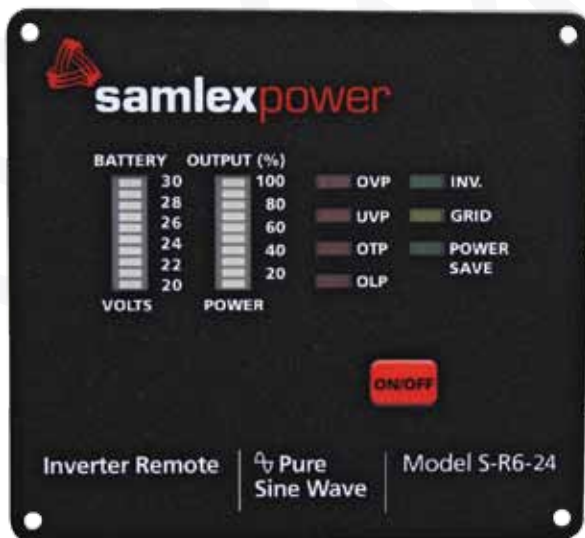 samlexpower
BATTERY OUTPUT (%)
30 100
28 80
26 60
24 40
22 20
20
VOLTS POWER
OVP INV.
UVP GRID
OTP POWER SAVE
OLP
ON/OFF
Inverter Remote
Pure
Sine Wave
Model S-R6-24